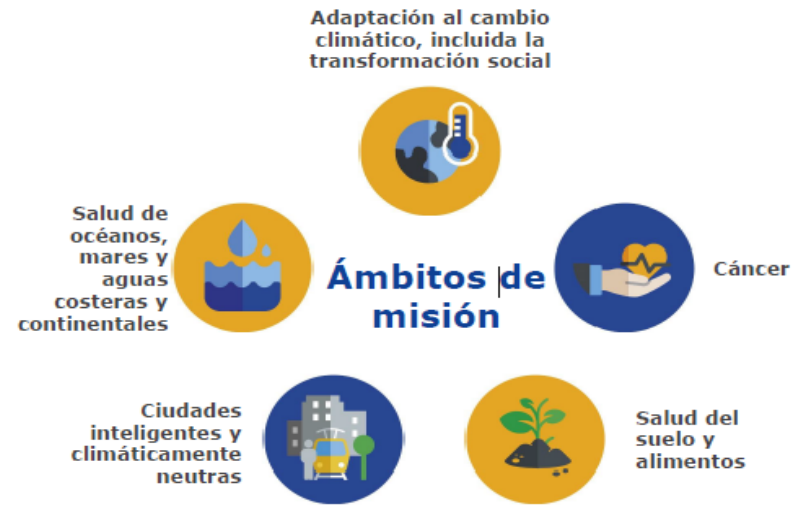 Adaptación al cambio
climático, incluida la
transformación social
Salud de
océanos,
mares y
aguas
costeras y
continentales
Ámbitos de
misión
Cáncer
Ciudades
inteligentes y
climáticamente
neutras
Salud del
suelo y
alimentos